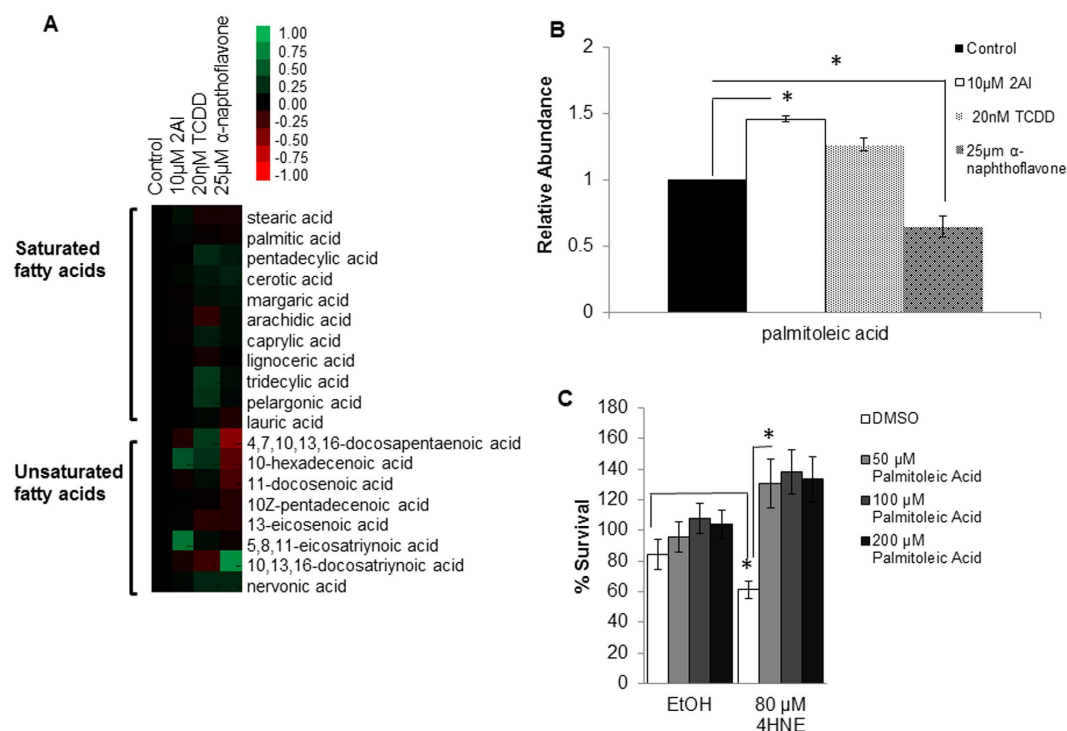 A
1.00
0.75
0.50
0.25
0.00
-0.25
-0.50
-0.75
-1.00
Control
10µM 2AI
20ηM TCDD
25µM α-napthoflavone
Saturated
fatty acids
stearic acid
palmitic acid
pentadecylic acid
cerotic acid
margaric acid
arachidic acid
caprylic acid
lignoceric acid
tridecylic acid
pelargonic acid
lauric acid
Unsaturated
fatty acids
4,7,10,13,16-docosapentaenoic acid
10-hexadecenoic acid
11-docosenoic acid
10Z-pentadecenoic acid
13-eicosenoic acid
5,8,11-eicosatriynoic acid
10,13,16-docosatriynoic acid
nervonic acid
B
Relative Abundance
2
1.5
1
0.5
0
*
*
palmitoleic acid
Control
10µM 2AI
20nM TCDD
25µm α-
naphthoflavone
C
% Survival
180
160
140
120
100
80
60
40
20
0
*
*
EtOH
80 µM
4HNE
DMSO
50 µM
Palmitoleic Acid
100 µM
Palmitoleic Acid
200 µM
Palmitoleic Acid